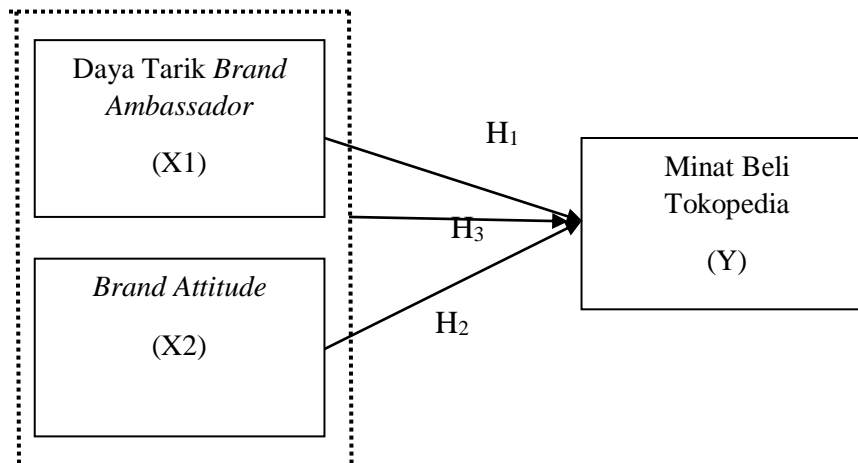 Daya Tarik Brand
Ambassador
(X1)
H1
Minat Beli
Tokopedia
(Y)
H3
Brand Attitude
(X2)
H2